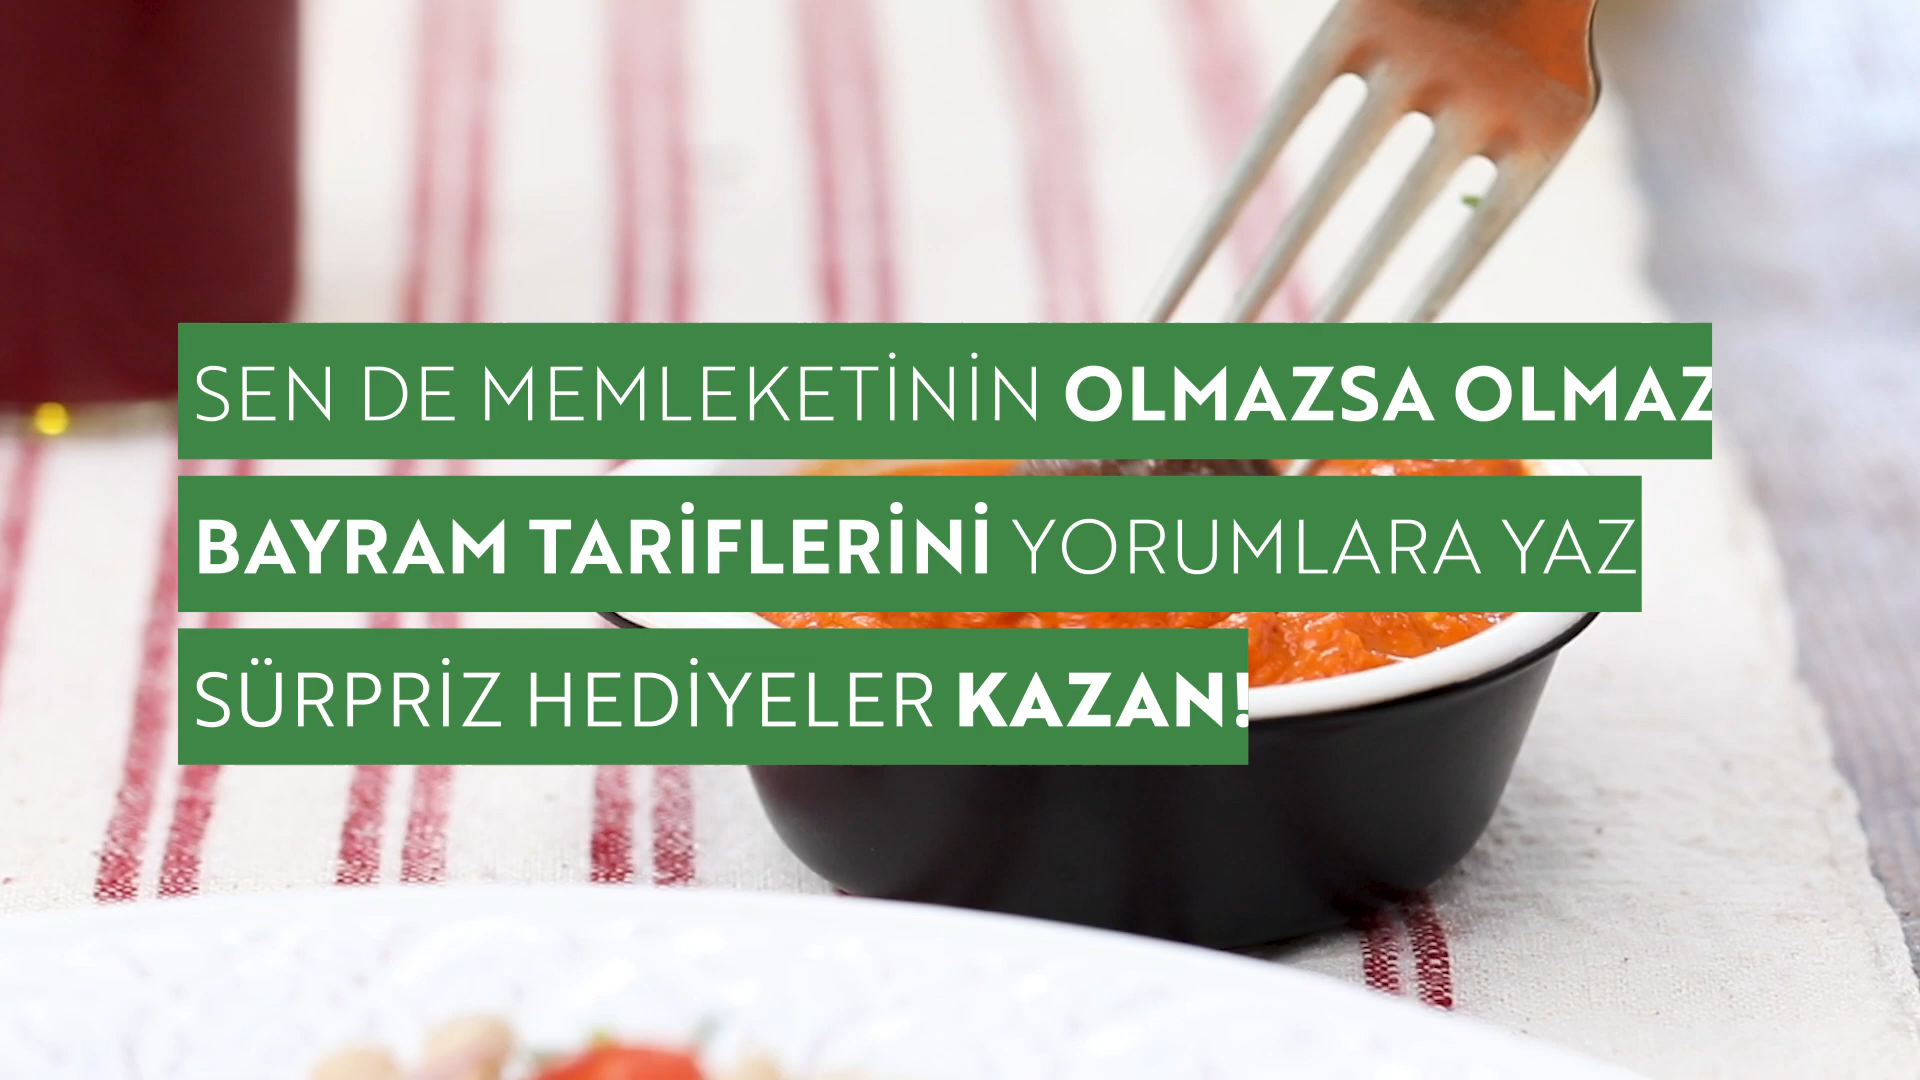 SEN DE MEMLEKETİNİN OLMAZSA OLMAZ
BAYRAM TARİFLERİNİ YORUMLARA YAZ
SÜRPRİZ HEDİYELER KAZAN!